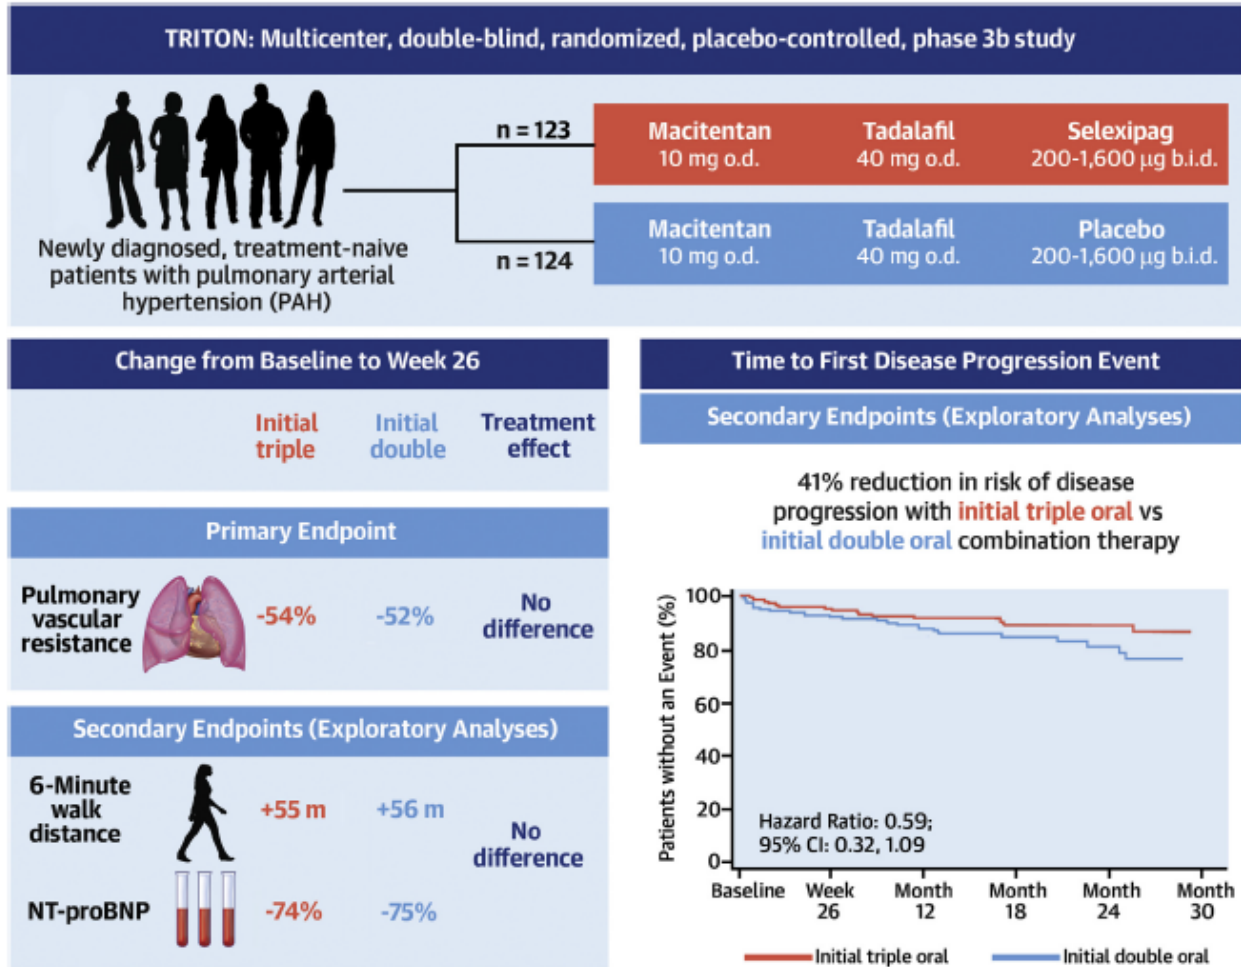 TRITON: Multicenter, double-blind, randomized, placebo-controlled, phase 3b study
n = 123
Macitentan
10 mg o.d.
Tadalafil
40 mg o.d.
Selexipag
200-1,600 μg b.i.d.
Newly diagnosed, treatment-naive
patients with pulmonary arterial
hypertension (PAH)
n = 124
Macitentan
10 mg o.d.
Tadalafil
40 mg o.d.
Placebo
200-1,600 μg b.i.d.
Change from Baseline to Week 26
Initial
triple
Initial
double
Treatment
effect
Primary Endpoint
Pulmonary
vascular
resistance
-54%
-52%
No
difference
Secondary Endpoints (Exploratory Analyses)
6-Minute
walk
distance
+55 m
+56 m
No
difference
NT-proBNP
-74%
-75%
Time to First Disease Progression Event
Secondary Endpoints (Exploratory Analyses)
41% reduction in risk of disease
progression with initial triple oral vs
initial double oral combination therapy
Patients without an Event (%)
100
80
60
40
20
0
Hazard Ratio: 0.59;
95% CI: 0.32, 1.09
Baseline
Week
26
Month
12
Month
18
Month
24
Month
30
Initial triple oral
Initial double oral